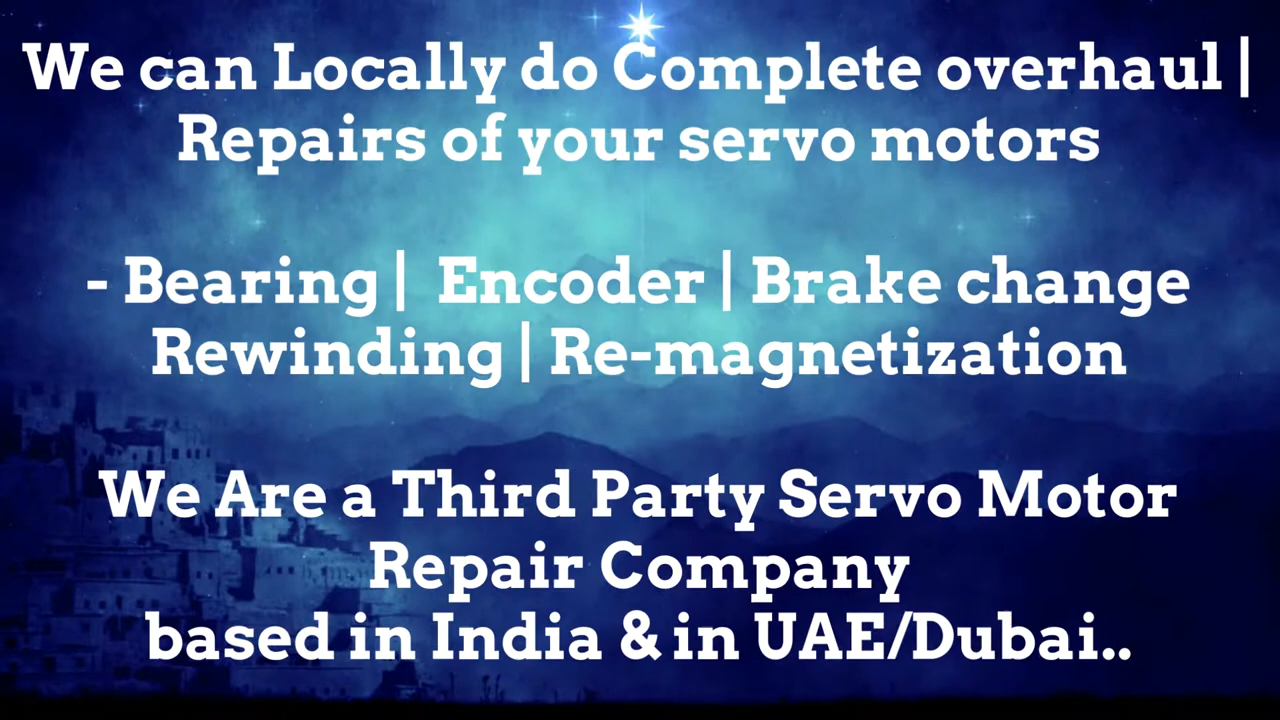 We can Locally do Complete overhaul |
Repairs of your servo motors
- Bearing | Encoder | Brake change
Rewinding | Re-magnetization
We Are a Third Party Servo Motor
Repair Company
based in India & in UAE/Dubai..